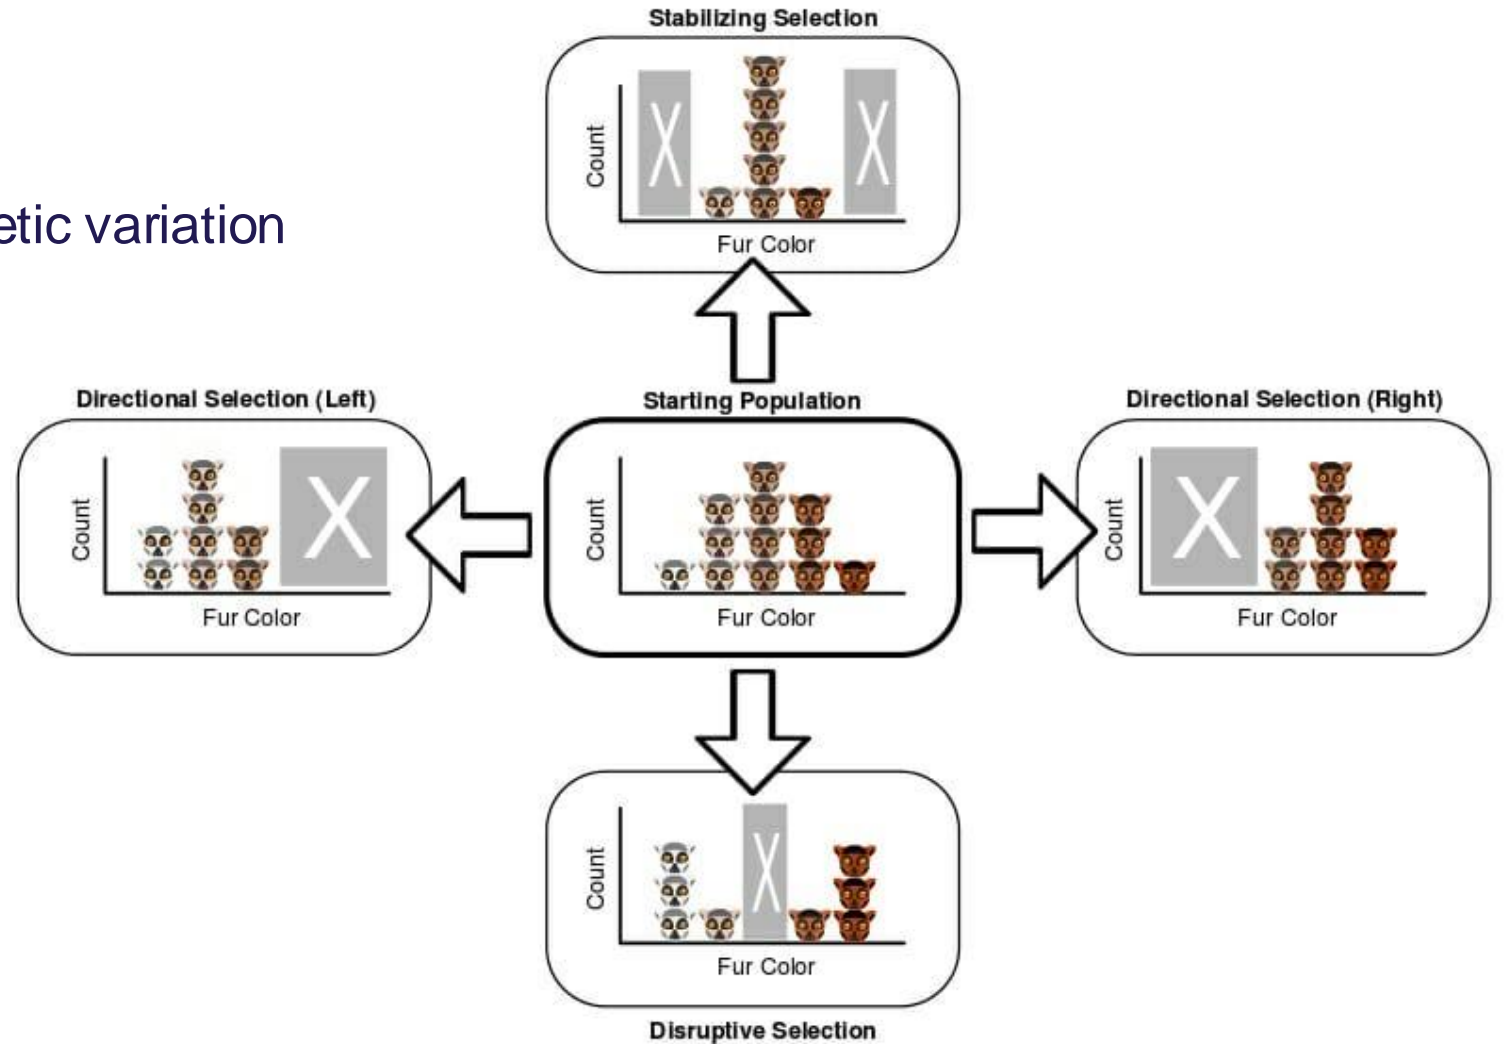 Stabilizing Selection
Count
X
X
Fur Color
etic variation
Directional Selection (Left)
Count
X
Fur Color
Starting Population
Count
Fur Color
Directional Selection (Right)
Count
X
Fur Color
Count
X
Fur Color
Disruptive Selection